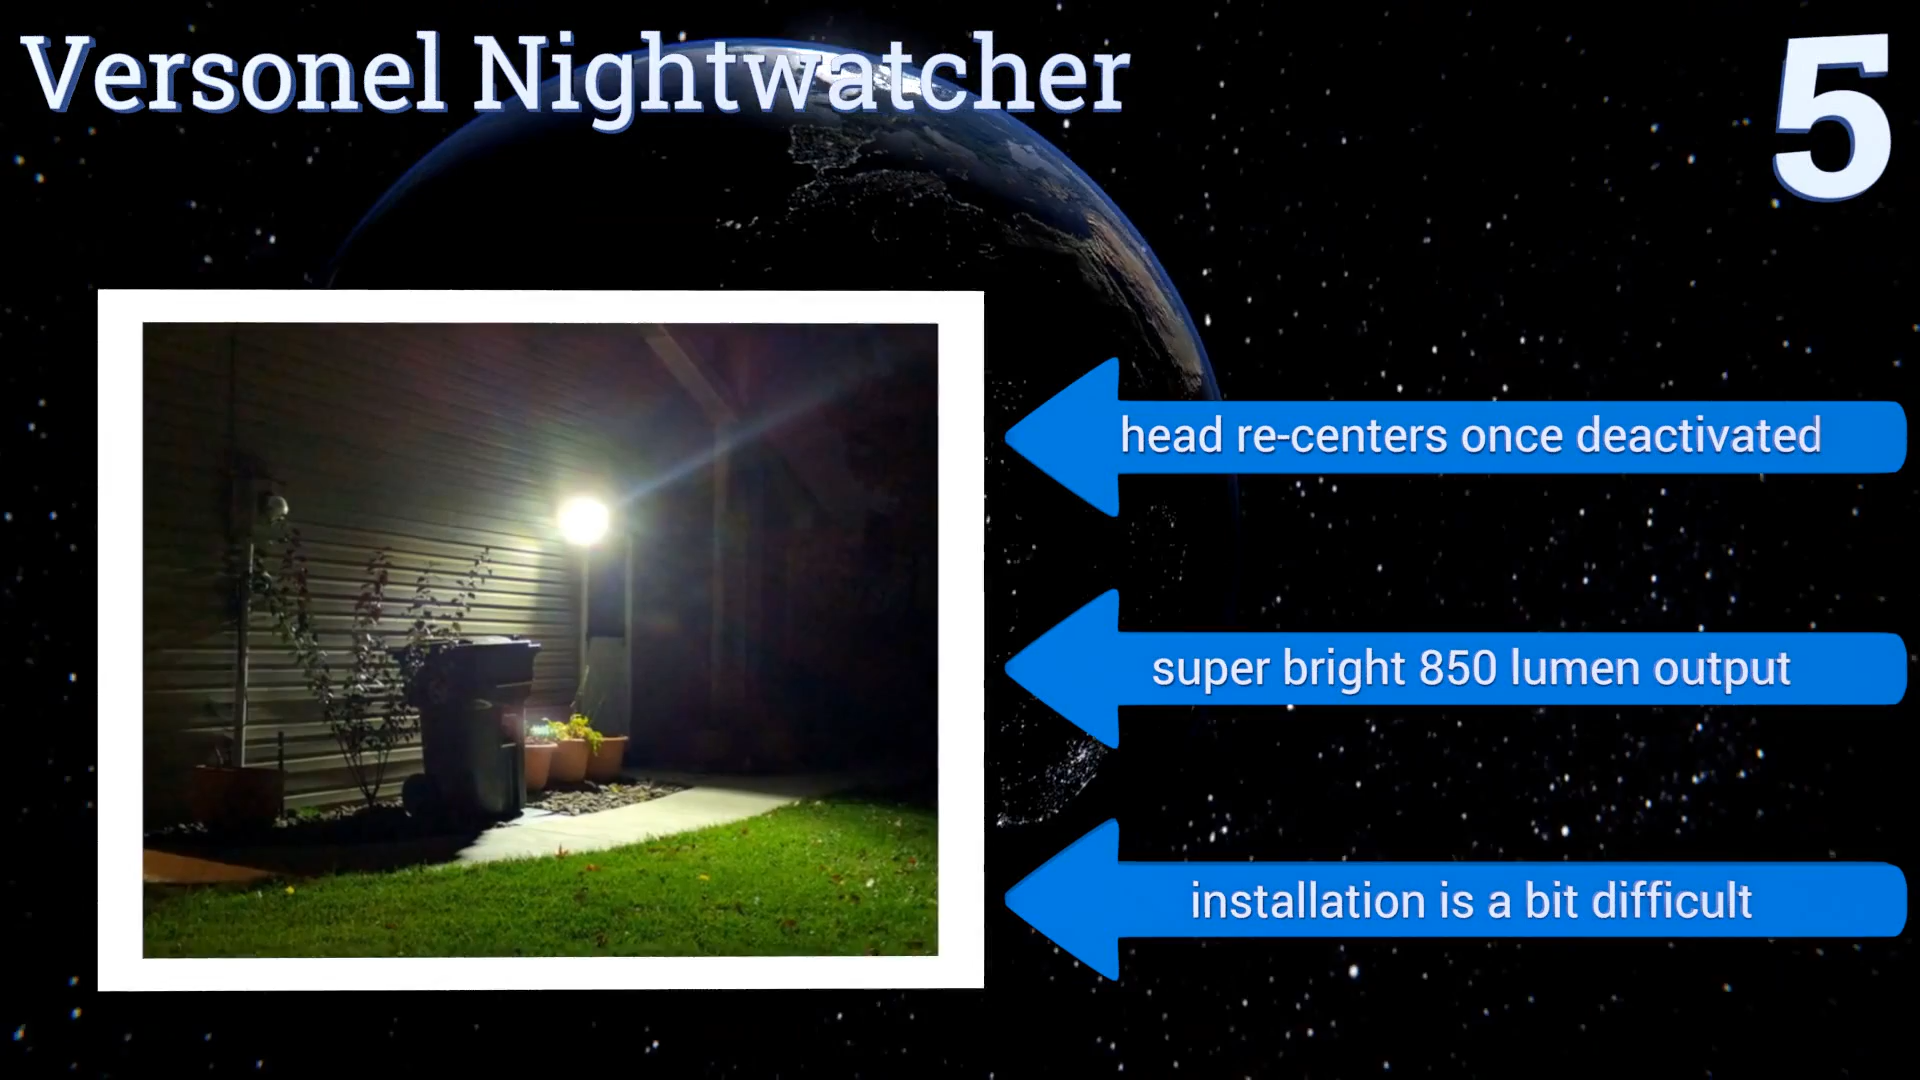 Versonel Nightwatcher
5
head re-centers once deactivated
super bright 850 lumen output
installation is a bit difficult